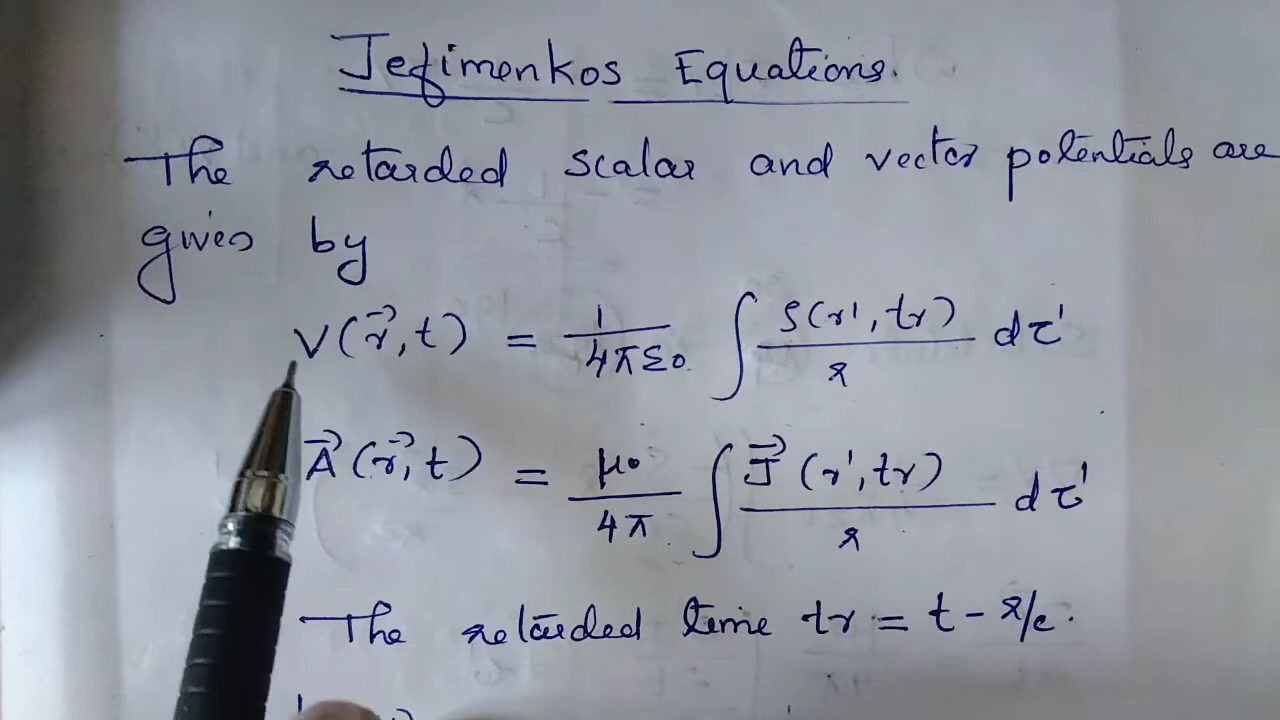 Jefimenkos Equations.
The retarded scalar and vector potentials are
given by
V(r⃗, t) = 1/4πε0 ∫ ρ(r', tr)/r dτ'
A⃗(r⃗, t) = μ0/4π ∫ J⃗(r', tr)/r dτ'
The retarded time tr = t - r/c.